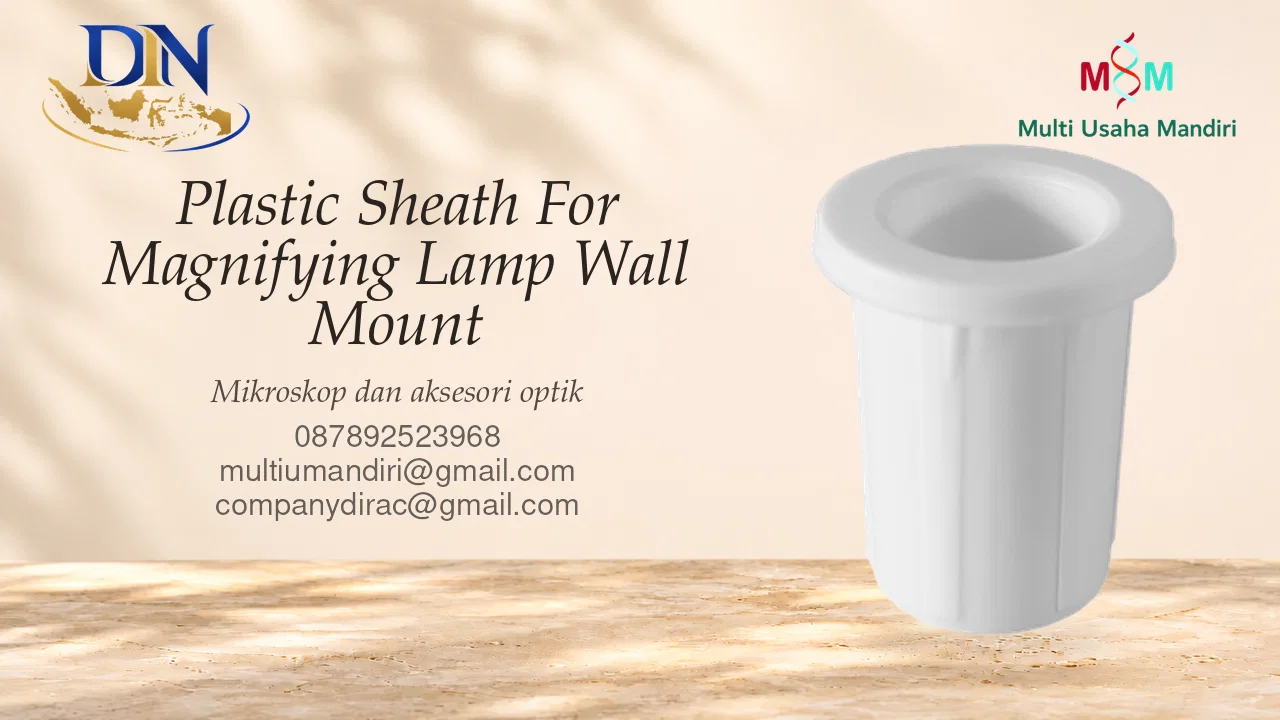 DIN
M M
Multi Usaha Mandiri
Plastic Sheath For
Magnifying Lamp Wall
Mount
Mikroskop dan aksesori optik
087892523968
multiumandiri@gmail.com
companydirac@gmail.com